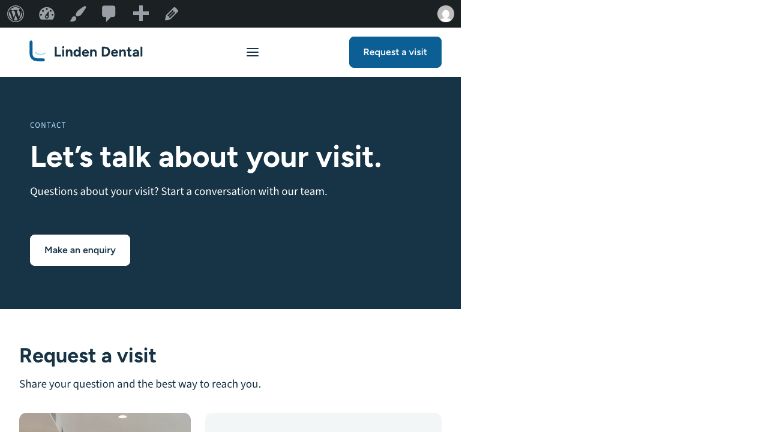 Linden Dental
Request a visit
CONTACT
Let’s talk about your visit.
Questions about your visit? Start a conversation with our team.
Make an enquiry
Request a visit
Share your question and the best way to reach you.